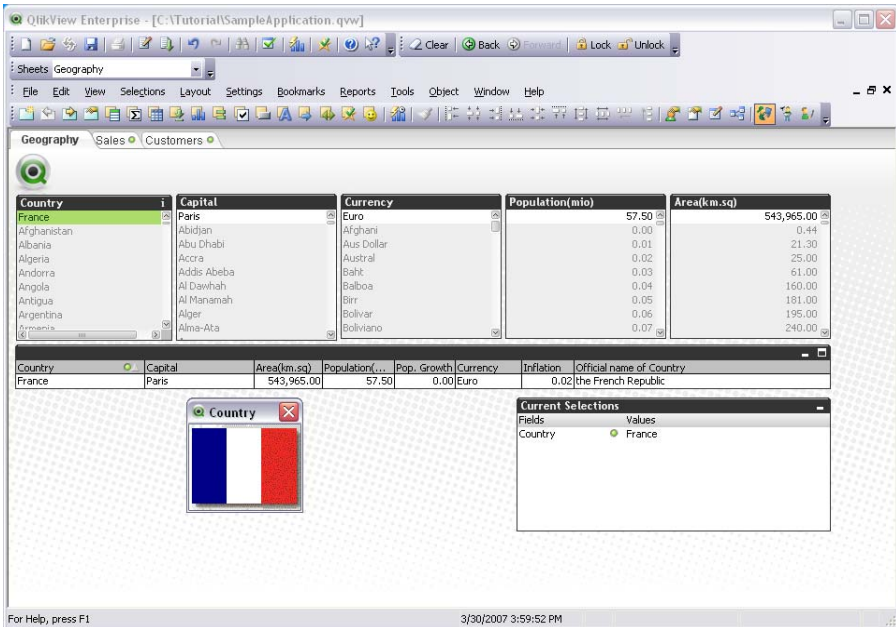 QlikView Enterprise - [C:\Tutorial\SampleApplication.qvw]
Clear Back Forward Lock Unlock
Sheets Geography
File Edit View Selections Layout Settings Bookmarks Reports Tools Object Window Help
Geography Sales Customers
Country i Capital Currency Population(mio) Area(km.sq)
France Paris Euro 57.50 543,965.00
Afghanistan Abidjan Afghani 0.00 0.44
Albania Abu Dhabi Aus Dollar 0.01 21.30
Algeria Accra Austral 0.02 25.00
Andorra Addis Abeba Baht 0.03 61.00
Angola Al Dawhah Balboa 0.04 160.00
Antigua Al Manamah Birr 0.05 181.00
Argentina Alger Bolivar 0.06 195.00
Armenia Alma-Ata Boliviano 0.07 240.00
Country Capital Area(km.sq) Population(... Pop. Growth Currency Inflation Official name of Country
France Paris 543,965.00 57.50 0.00 Euro 0.02 the French Republic
Country
Current Selections
Fields Values
Country France
For Help, press F1 3/30/2007 3:59:52 PM